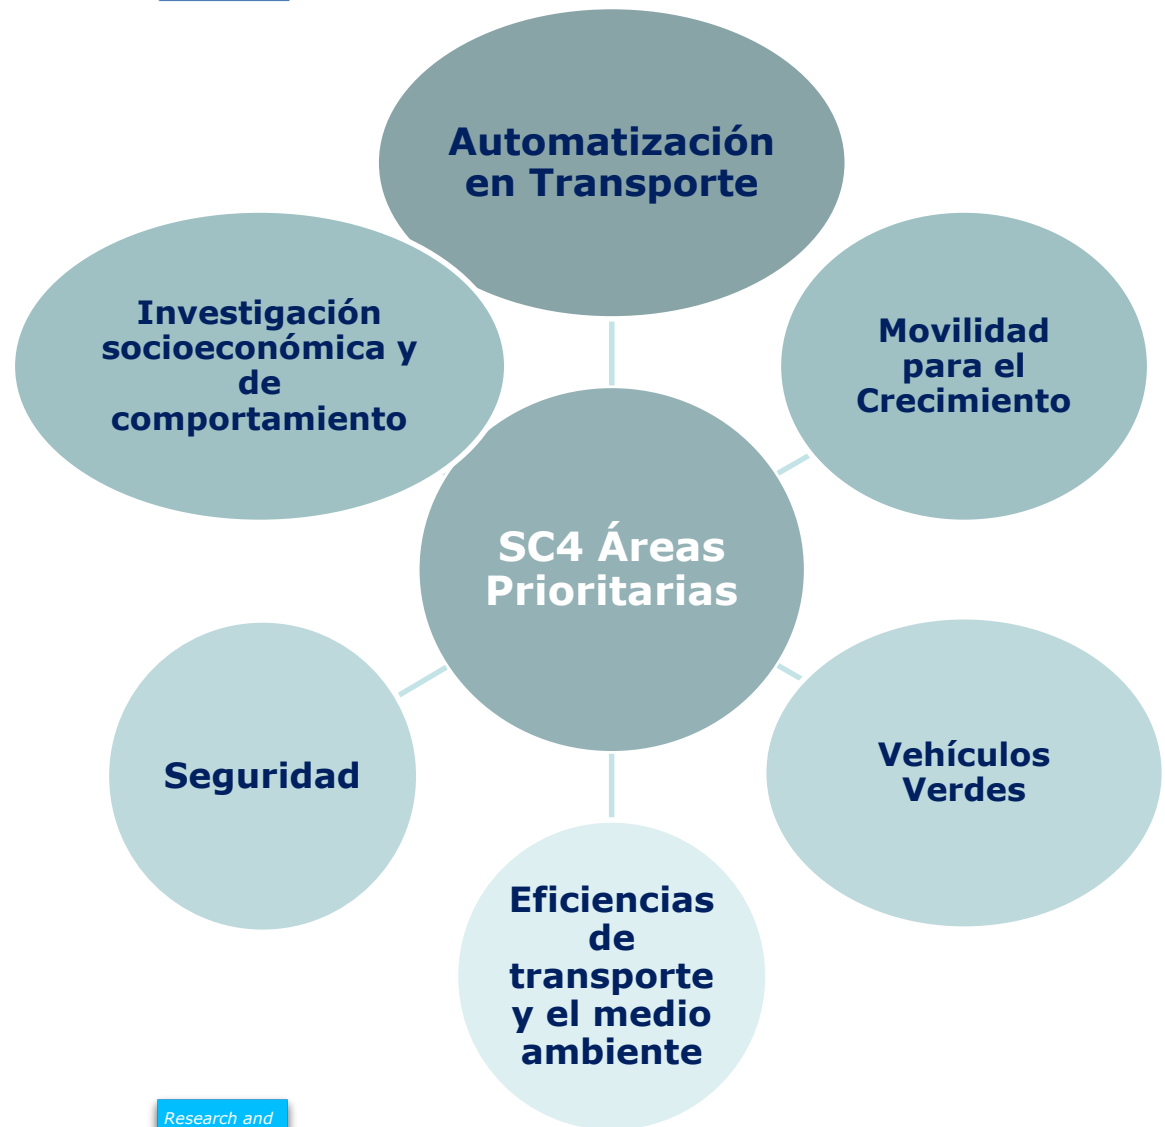 Automatización
en Transporte
Investigación
socioeconómica y
de
comportamiento
Movilidad
para el
Crecimiento
SC4 Áreas
Prioritarias
Seguridad
Vehículos
Verdes
Eficiencias
de
transporte
y el medio
ambiente
Research and